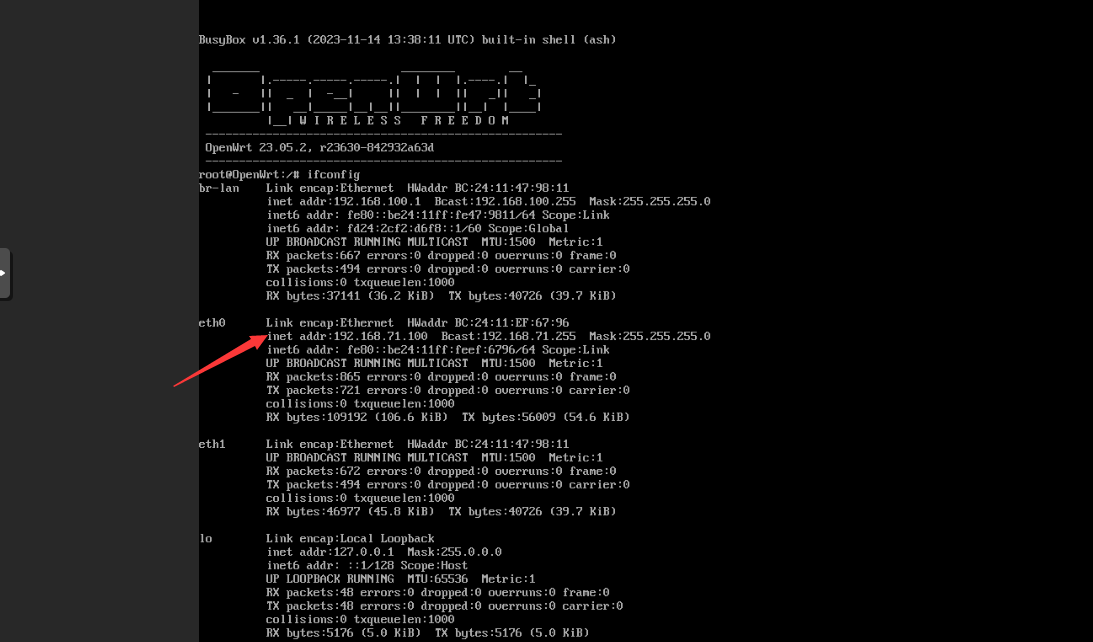 BusyBox v1.36.1 (2023-11-14 13:38:11 UTC) built-in shell (ash)
OpenWrt
W I R E L E S S   F R E E D O M
-----------------------------------------------------
OpenWrt 23.05.2, r23630-842932a63d
-----------------------------------------------------
root@OpenWrt:/# ifconfig
br-lan    Link encap:Ethernet  HWaddr BC:24:11:47:98:11
          inet addr:192.168.100.1  Bcast:192.168.100.255  Mask:255.255.255.0
          inet6 addr: fe80::be24:11ff:fe47:9811/64 Scope:Link
          inet6 addr: fd24:2cf2:d6f8::1/60 Scope:Global
          UP BROADCAST RUNNING MULTICAST  MTU:1500  Metric:1
          RX packets:667 errors:0 dropped:0 overruns:0 frame:0
          TX packets:494 errors:0 dropped:0 overruns:0 carrier:0
          collisions:0 txqueuelen:1000
          RX bytes:37141 (36.2 KiB)  TX bytes:40726 (39.7 KiB)
eth0      Link encap:Ethernet  HWaddr BC:24:11:EF:67:96
          inet addr:192.168.71.100  Bcast:192.168.71.255  Mask:255.255.255.0
          inet6 addr: fe80::be24:11ff:feef:6796/64 Scope:Link
          UP BROADCAST RUNNING MULTICAST  MTU:1500  Metric:1
          RX packets:865 errors:0 dropped:0 overruns:0 frame:0
          TX packets:721 errors:0 dropped:0 overruns:0 carrier:0
          collisions:0 txqueuelen:1000
          RX bytes:109192 (106.6 KiB)  TX bytes:56009 (54.6 KiB)
eth1      Link encap:Ethernet  HWaddr BC:24:11:47:98:11
          UP BROADCAST RUNNING MULTICAST  MTU:1500  Metric:1
          RX packets:672 errors:0 dropped:0 overruns:0 frame:0
          TX packets:494 errors:0 dropped:0 overruns:0 carrier:0
          collisions:0 txqueuelen:1000
          RX bytes:46977 (45.8 KiB)  TX bytes:40726 (39.7 KiB)
lo        Link encap:Local Loopback
          inet addr:127.0.0.1  Mask:255.0.0.0
          inet6 addr: ::1/128 Scope:Host
          UP LOOPBACK RUNNING  MTU:65536  Metric:1
          RX packets:48 errors:0 dropped:0 overruns:0 frame:0
          TX packets:48 errors:0 dropped:0 overruns:0 carrier:0
          collisions:0 txqueuelen:1000
          RX bytes:5176 (5.0 KiB)  TX bytes:5176 (5.0 KiB)